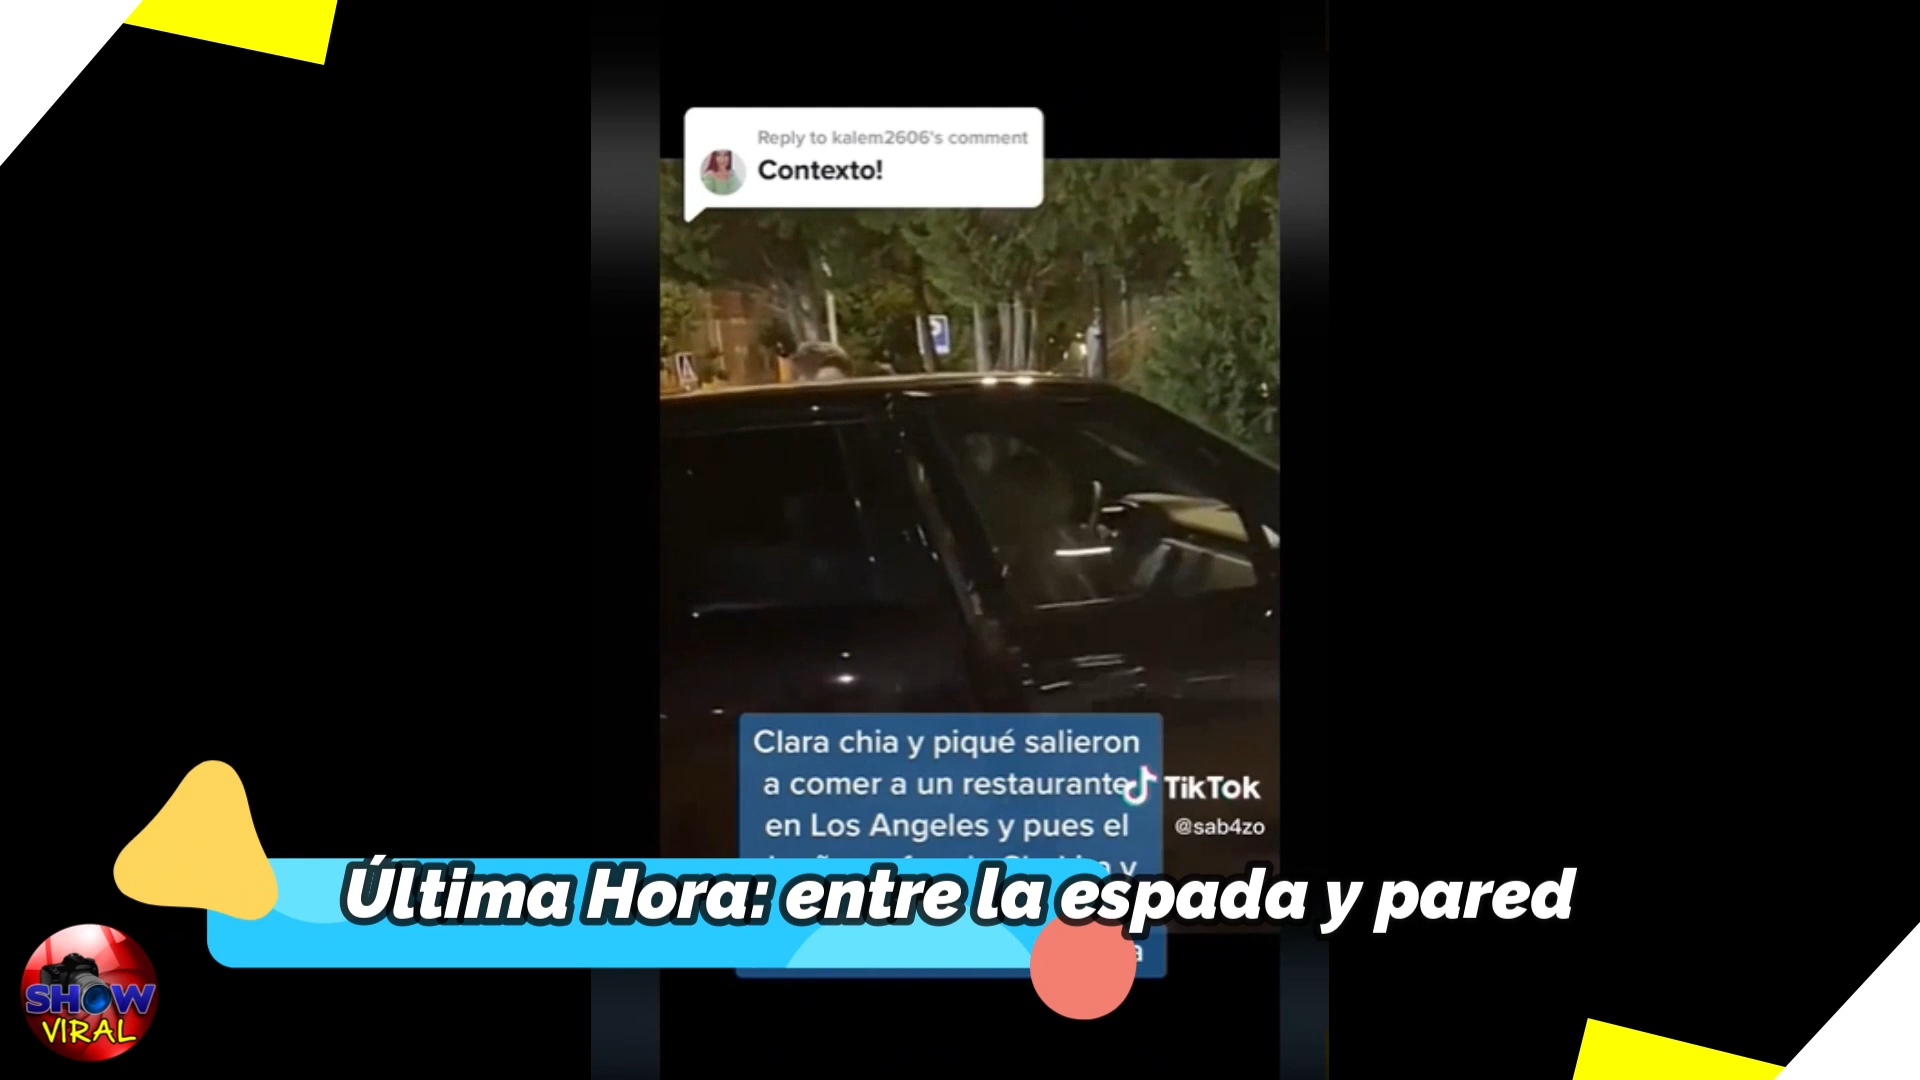 Reply to kalem2606's comment
Contexto!
Clara chia y piqué salieron
a comer a un restaurante
en Los Angeles y pues el
TikTok
@sab4zo
Última Hora: entre la espada y pared
SHOW
VIRAL